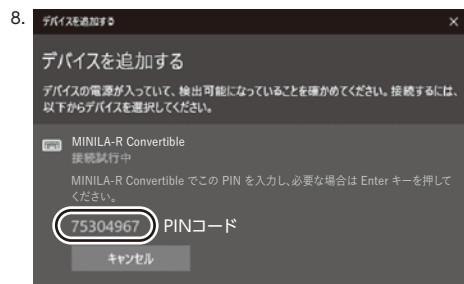 8.
デバイスを追加する
デバイスを追加する
デバイスの電源が入っていて、検出可能になっていることを確かめてください。接続するには、
以下からデバイスを選択してください。
MINILA-R Convertible
接続試行中
MINILA-R Convertible でこの PIN を入力し、必要な場合は Enter キーを押して
ください。
75304967 PINコード
キャンセル